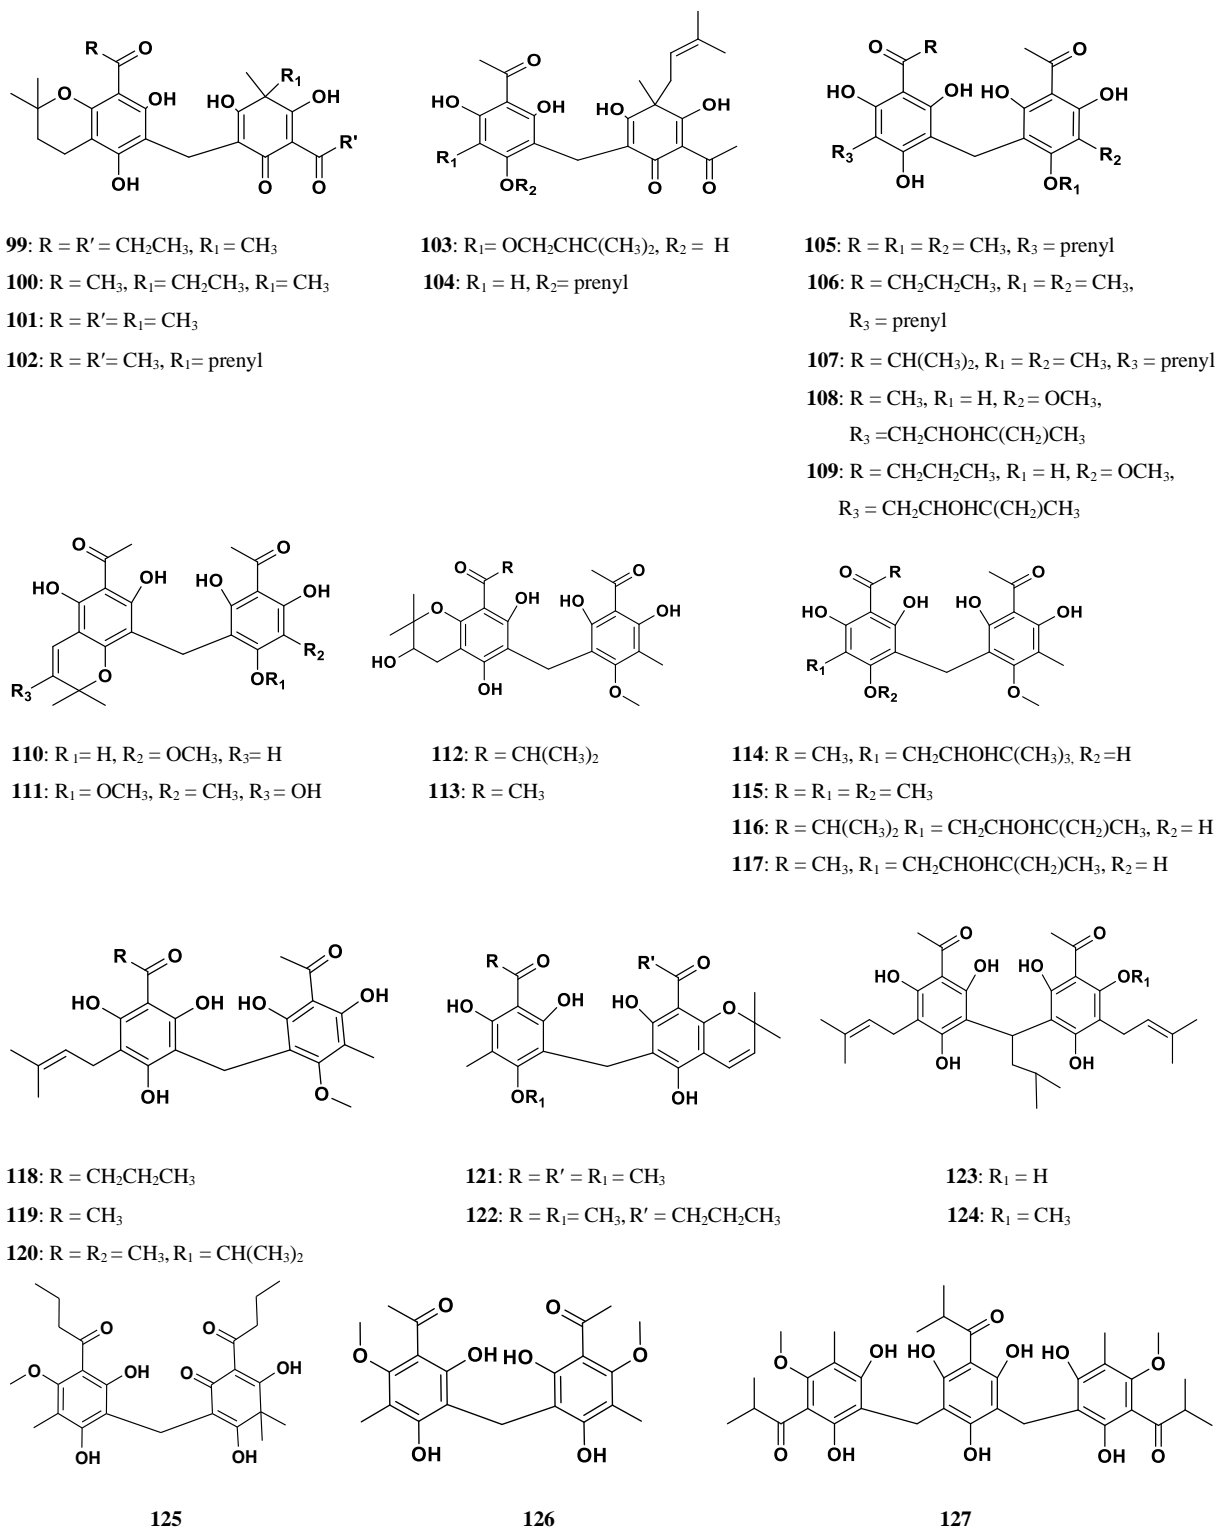 R O
O R₁ OH HO OH
R'
OH O O
O
HO OH HO OH
R₁
OR₂ O O
O R O
HO OH HO OH
R₃ R₂
OH OR₁
99: R = R′ = CH₂CH₃, R₁ = CH₃
100: R = CH₃, R₁= CH₂CH₃, R₁= CH₃
101: R = R′= R₁= CH₃
102: R = R′= CH₃, R₁= prenyl
103: R₁= OCH₂CHC(CH₃)₂, R₂ = H
104: R₁ = H, R₂= prenyl
105: R = R₁ = R₂ = CH₃, R₃ = prenyl
106: R = CH₂CH₂CH₃, R₁ = R₂ = CH₃,
R₃ = prenyl
107: R = CH(CH₃)₂, R₁ = R₂ = CH₃, R₃ = prenyl
108: R = CH₃, R₁ = H, R₂ = OCH₃,
R₃ =CH₂CHOHC(CH₂)CH₃
109: R = CH₂CH₂CH₃, R₁ = H, R₂ = OCH₃,
R₃ = CH₂CHOHC(CH₂)CH₃
O O
HO OH HO OH
R₂
R₃ O OR₁
O R O
O OH HO OH
HO
OH O
O R O
HO OH HO OH
R₁
OR₂ O
110: R ₁= H, R₂ = OCH₃, R₃= H
111: R₁ = OCH₃, R₂ = CH₃, R₃ = OH
112: R = CH(CH₃)₂
113: R = CH₃
114: R = CH₃, R₁ = CH₂CHOHC(CH₃)₃, R₂ =H
115: R = R₁ = R₂ = CH₃
116: R = CH(CH₃)₂ R₁ = CH₂CHOHC(CH₂)CH₃, R₂ = H
117: R = CH₃, R₁ = CH₂CHOHC(CH₂)CH₃, R₂ = H
R O O
HO OH HO OH
OH O
R O R' O
HO OH HO O
OR₁ OH
O O
HO OH HO OR₁
OH OH
118: R = CH₂CH₂CH₃
119: R = CH₃
120: R = R₂ = CH₃, R₁ = CH(CH₃)₂
121: R = R′ = R₁ = CH₃
122: R = R₁= CH₃, R′ = CH₂CH₂CH₃
123: R₁ = H
124: R₁ = CH₃
O O
O OH O OH
OH OH
O O
O OH HO O
OH OH
O
O OH HO OH HO O
O OH OH OH O
125
126
127